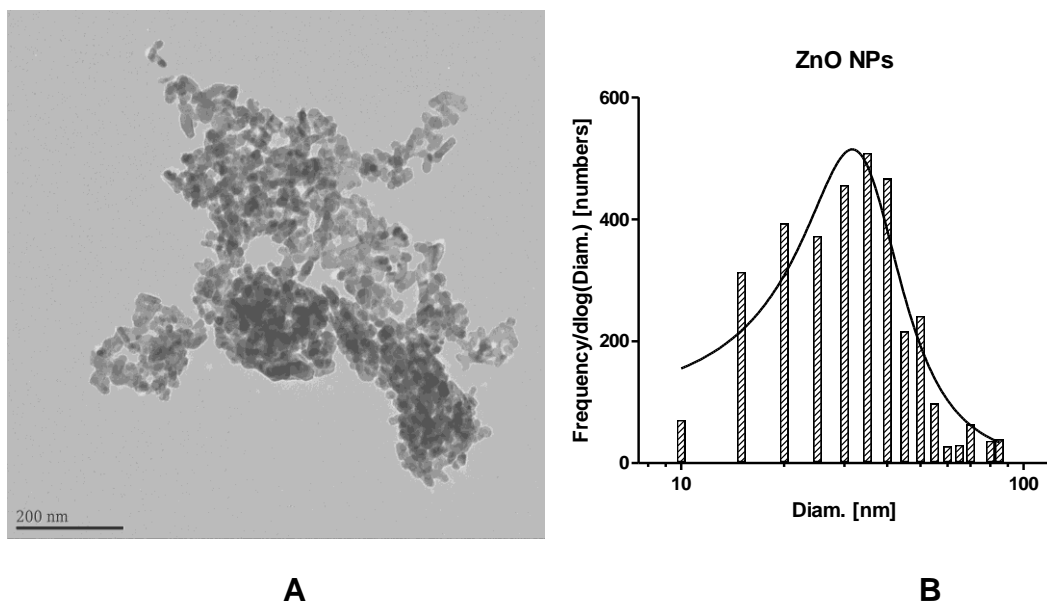 200 nm
A
ZnO NPs
Frequency/dlog(Diam.) [numbers]
600
400
200
0
10
100
Diam. [nm]
B